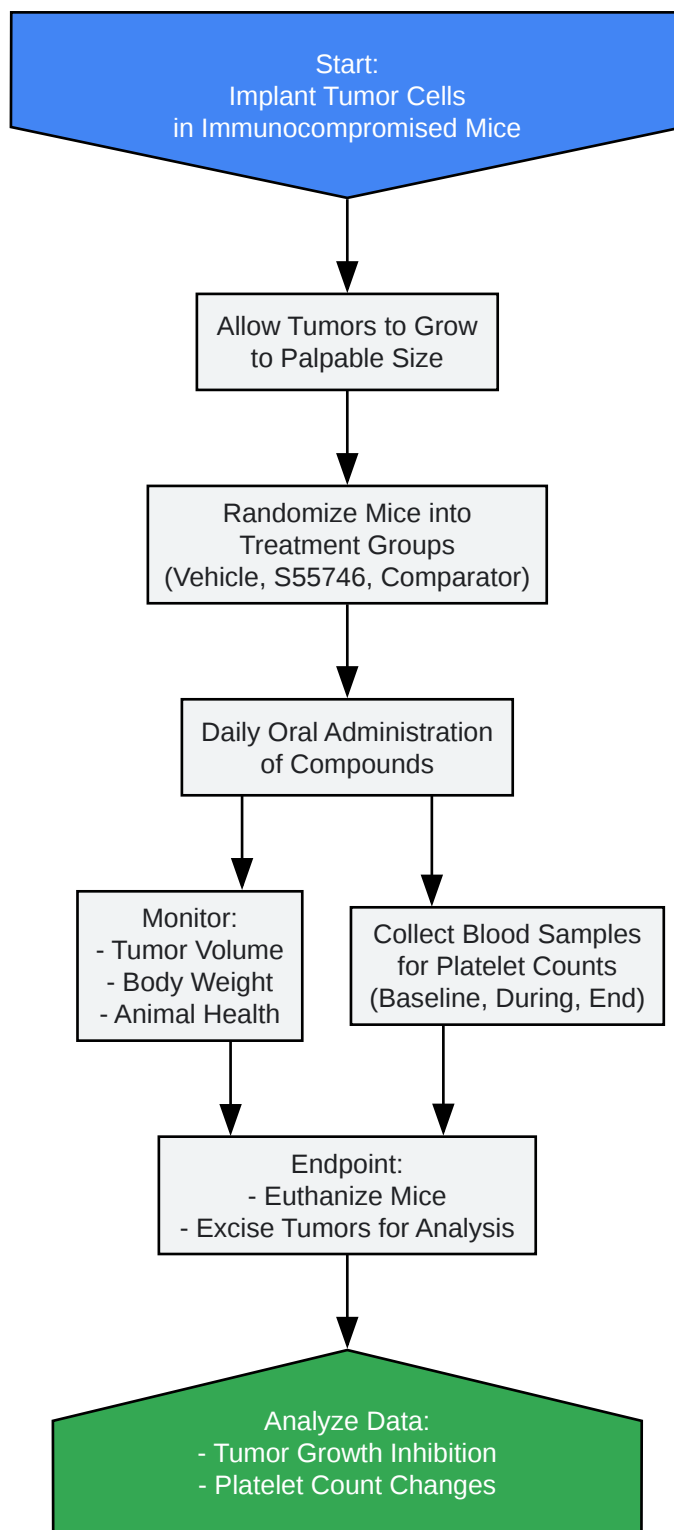 Start:
Implant Tumor Cells
in Immunocompromised Mice
Allow Tumors to Grow
to Palpable Size
Randomize Mice into
Treatment Groups
(Vehicle, S55746, Comparator)
Daily Oral Administration
of Compounds
Monitor:
- Tumor Volume
- Body Weight
- Animal Health
Collect Blood Samples
for Platelet Counts
(Baseline, During, End)
Endpoint:
- Euthanize Mice
- Excise Tumors for Analysis
Analyze Data:
- Tumor Growth Inhibition
- Platelet Count Changes